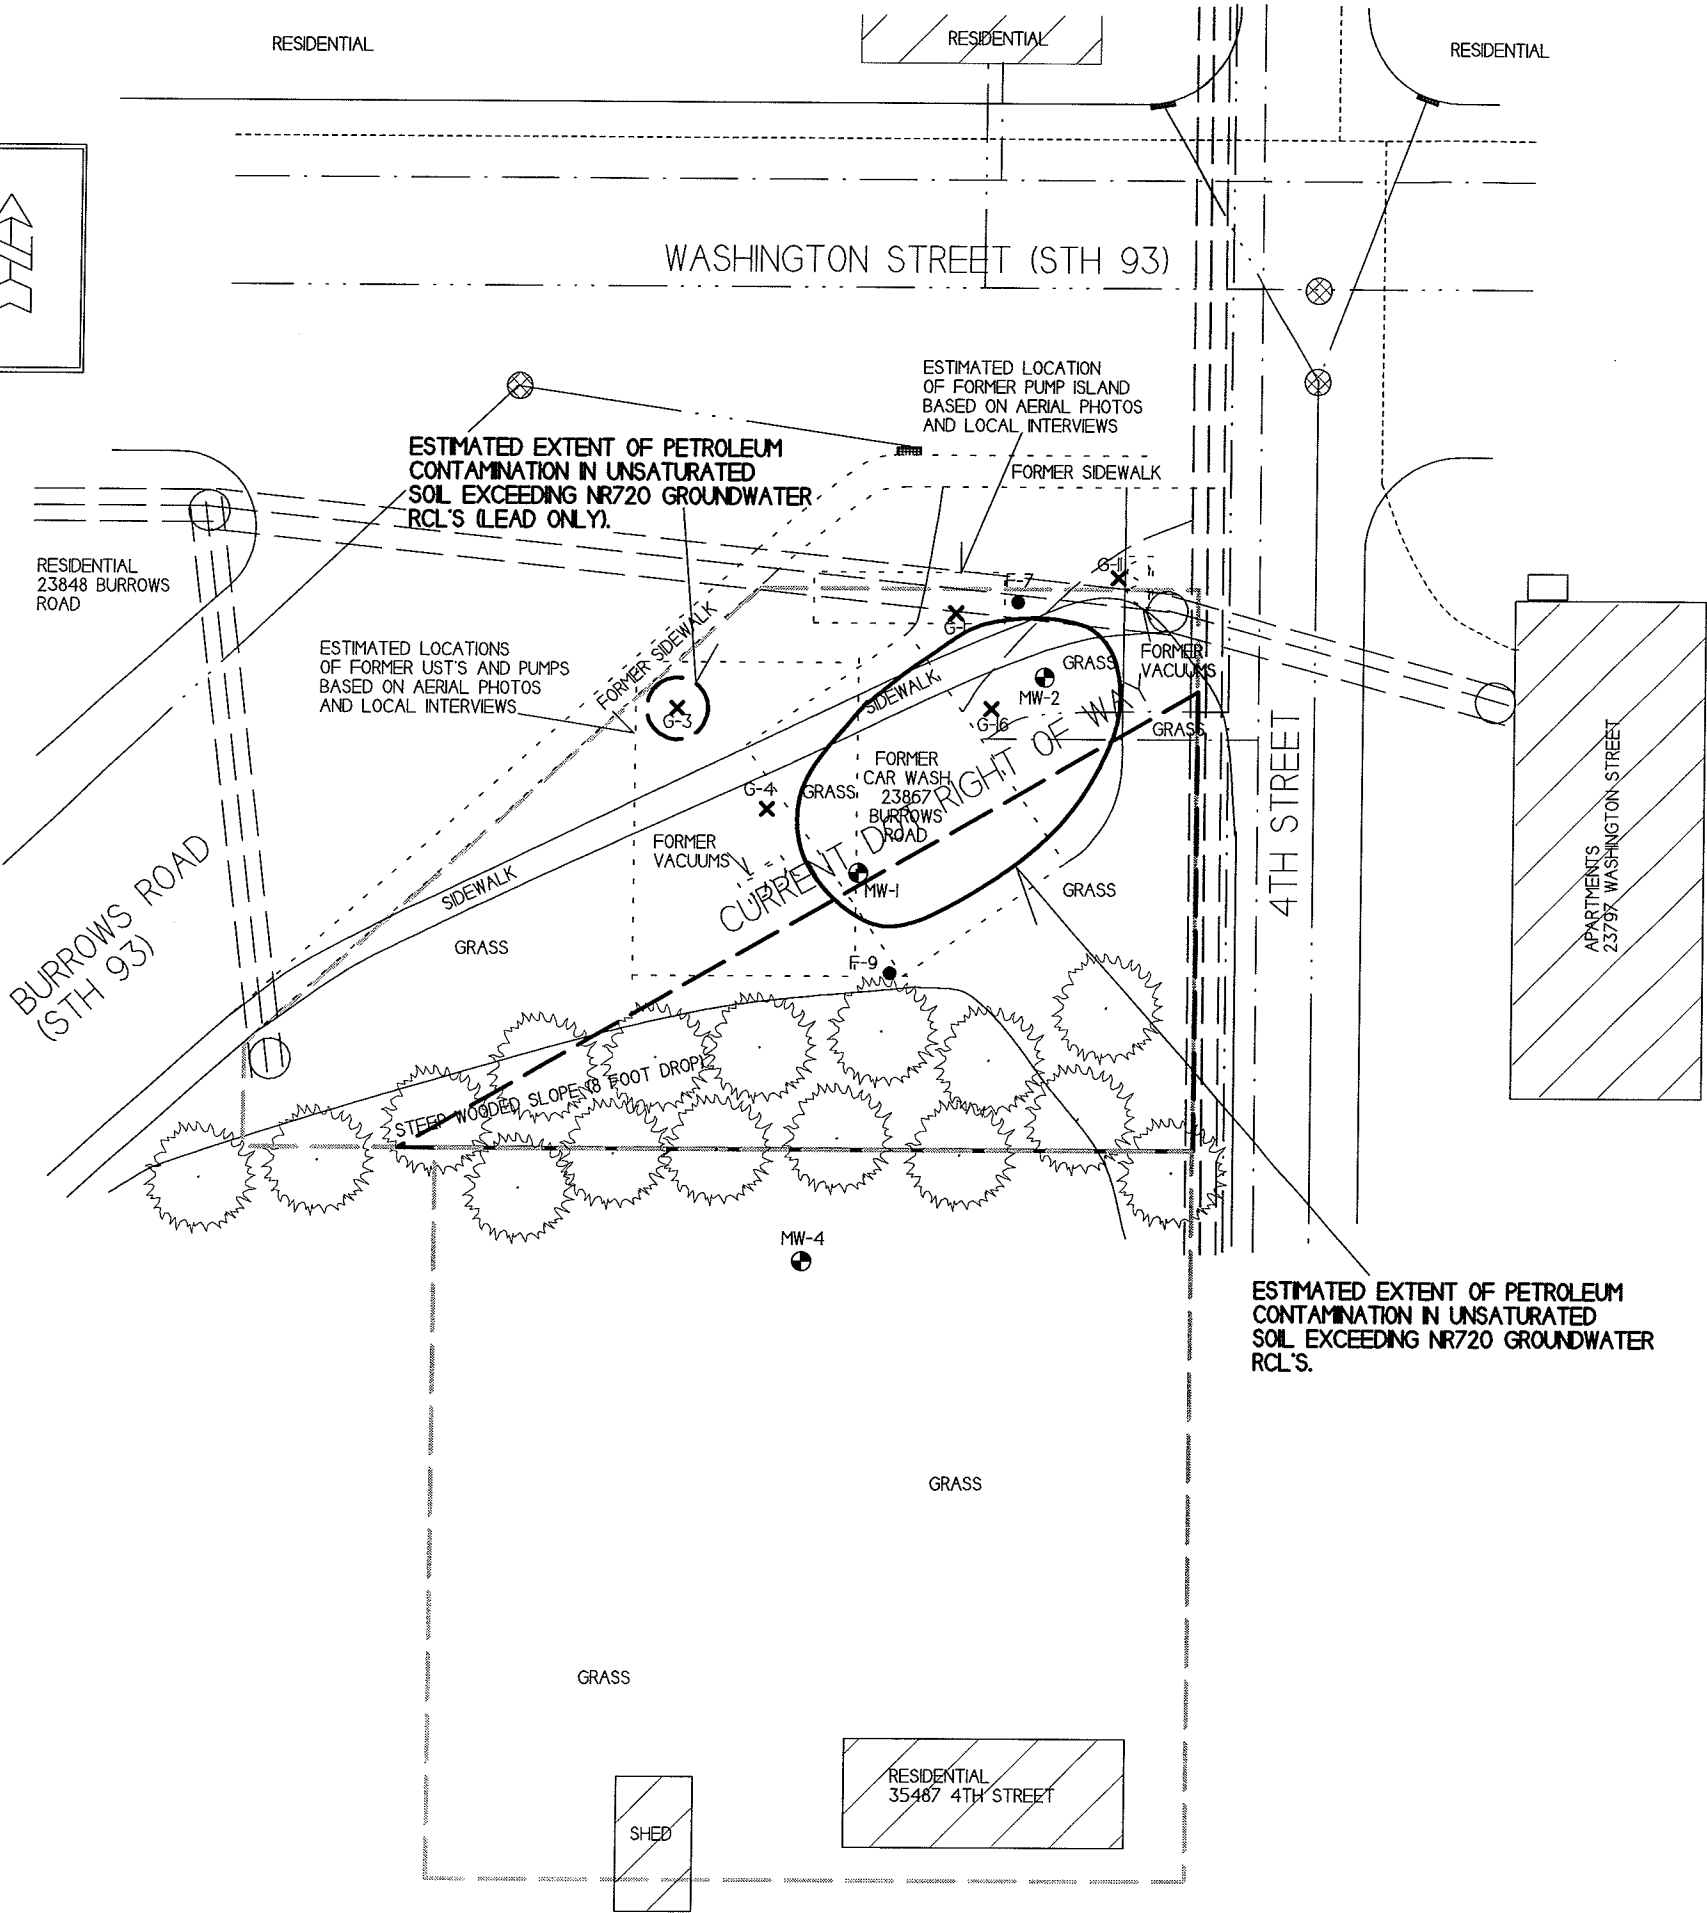 RESIDENTIAL
RESIDENTIAL
RESIDENTIAL
WASHINGTON STREET (STH 93)
ESTIMATED LOCATION
OF FORMER PUMP ISLAND
BASED ON AERIAL PHOTOS
AND LOCAL INTERVIEWS
ESTIMATED EXTENT OF PETROLEUM
CONTAMINATION IN UNSATURATED
SOIL EXCEEDING NR720 GROUNDWATER
RCL'S (LEAD ONLY).
FORMER SIDEWALK
RESIDENTIAL
23848 BURROWS
ROAD
G-11
F-7
ESTIMATED LOCATIONS
OF FORMER UST'S AND PUMPS
BASED ON AERIAL PHOTOS
AND LOCAL INTERVIEWS
FORMER SIDEWALK
GRASS
FORMER
VACUUMS
SIDEWALK
MW-2
G-3
G-16
GRASS
FORMER
CAR WASH
23867
BURROWS
ROAD
G-4
GRASS
FORMER
VACUUMS
CURRENT DOT RIGHT OF WAY
MW-1
GRASS
4TH STREET
APARTMENTS
23797 WASHINGTON STREET
BURROWS ROAD
(STH 93)
SIDEWALK
GRASS
F-9
STEEP WOODED SLOPE (8 FOOT DROP)
MW-4
ESTIMATED EXTENT OF PETROLEUM
CONTAMINATION IN UNSATURATED
SOIL EXCEEDING NR720 GROUNDWATER
RCL'S.
GRASS
GRASS
RESIDENTIAL
35487 4TH STREET
SHED